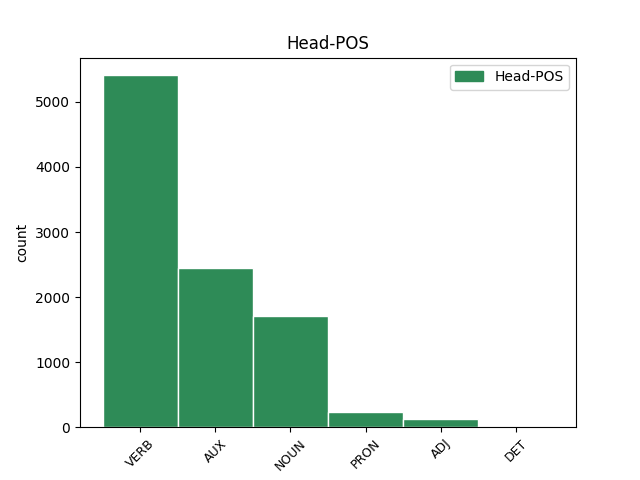 Head-POS
Head-POS
5000
4000
3000
2000
1000
0
count
VERB
AUX
NOUN
PRON
ADJ
DET